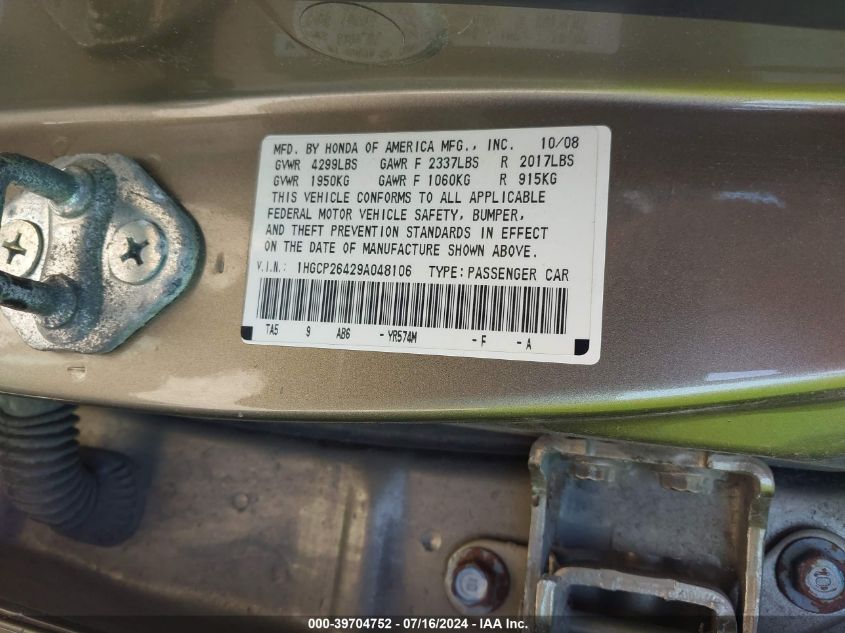 MFD. BY HONDA OF AMERICA MFG., INC. 10/08
GVWR 4299LBS GAWR F 2337LBS R 2017LBS
GVWR 1950KG GAWR F 1060KG R 915KG
THIS VEHICLE CONFORMS TO ALL APPLICABLE
FEDERAL MOTOR VEHICLE SAFETY, BUMPER,
AND THEFT PREVENTION STANDARDS IN EFFECT
ON THE DATE OF MANUFACTURE SHOWN ABOVE.
V.I.N.: 1HGCP26429A048106 TYPE: PASSENGER CAR
TA5 9 AB6 - YR574M - F - A
000-39704752 / 07/16/2024 - IAAI.com